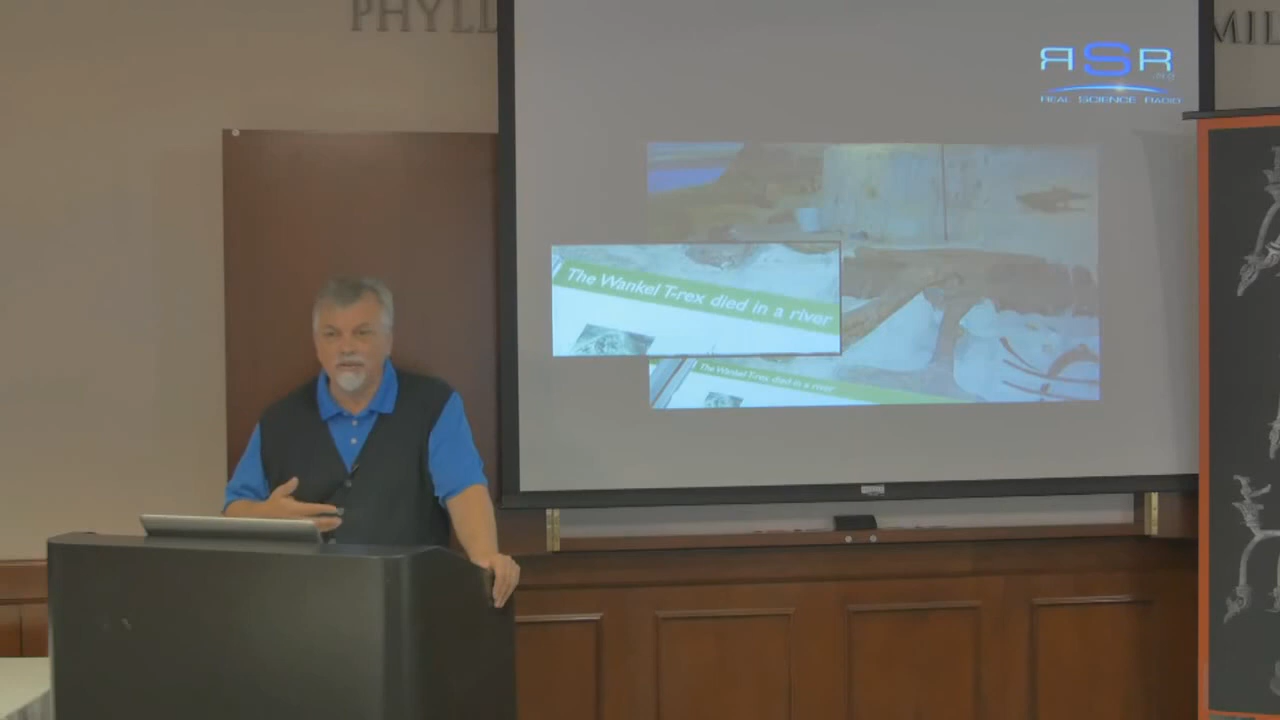 PHYLL
MIL
RSR
REAL SCIENCE RADIO
The Wankel T-rex died in a river
The Wankel T-rex died in a river